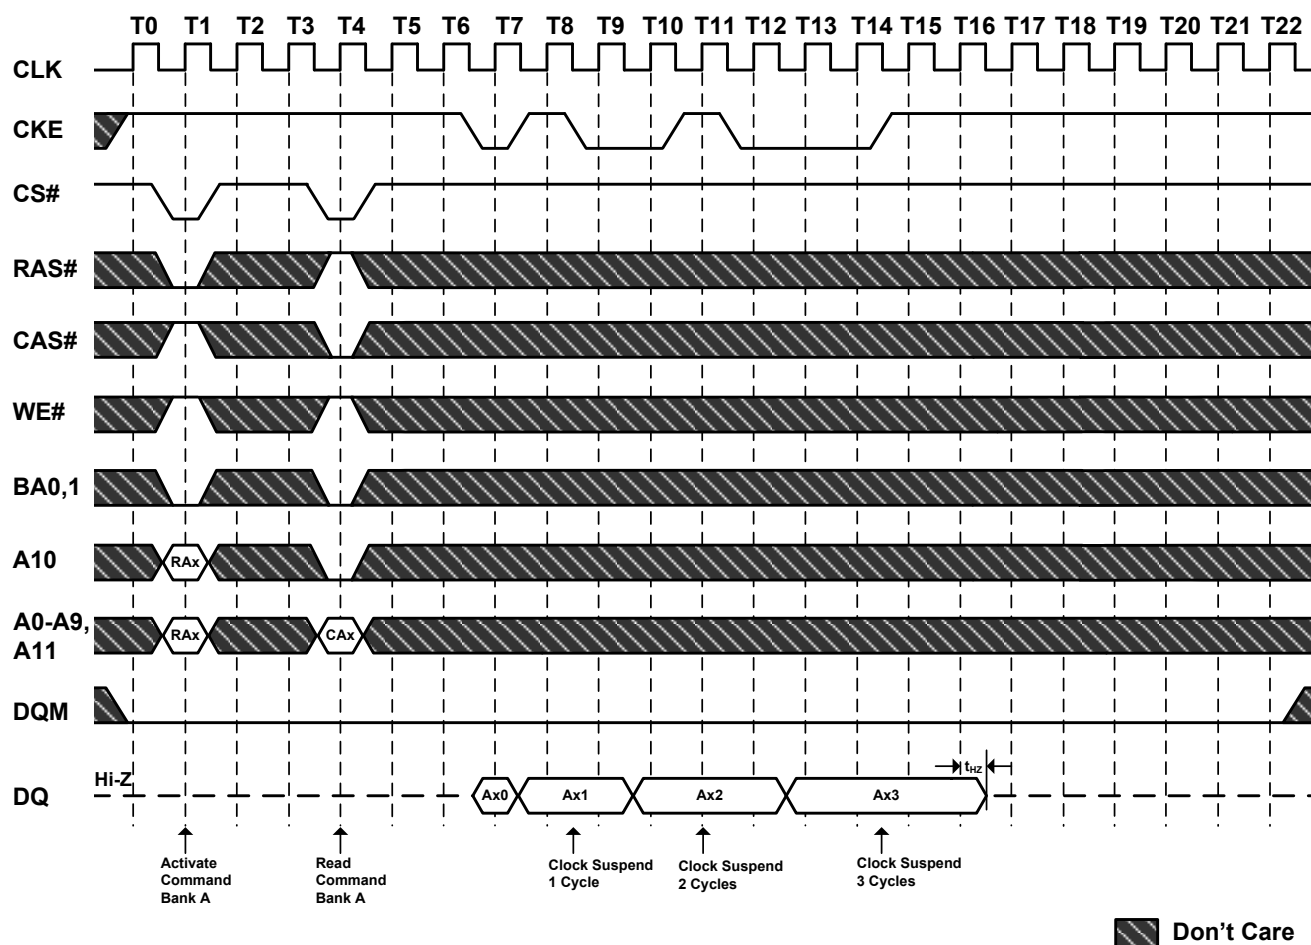 T0 T1 T2 T3 T4 T5 T6 T7 T8 T9 T10 T11 T12 T13 T14 T15 T16 T17 T18 T19 T20 T21 T22
CLK
CKE
CS#
RAS#
CAS#
WE#
BA0,1
A10 RAx
A0-A9,
A11
RAx CAx
DQM
Hi-Z
DQ
Ax0 Ax1 Ax2 Ax3
tHZ
Activate
Command
Bank A
Read
Command
Bank A
Clock Suspend
1 Cycle
Clock Suspend
2 Cycles
Clock Suspend
3 Cycles
Don't Care